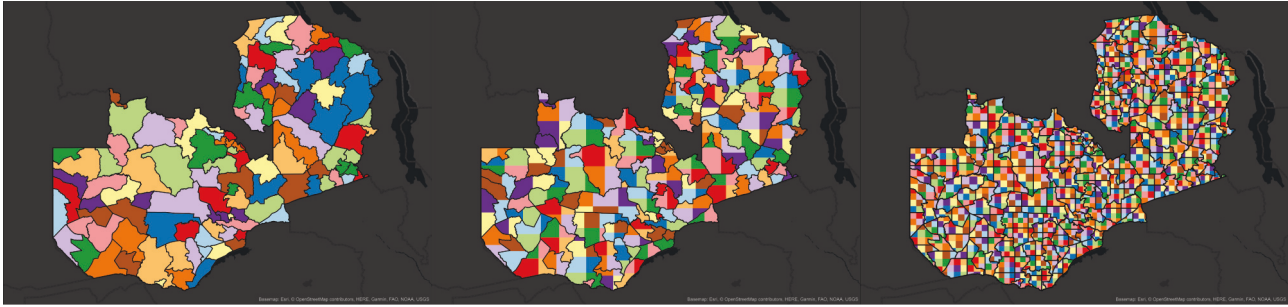 Basemap: Esri, © OpenStreetMap contributors, HERE, Garmin, FAO, NOAA, USGS
Basemap: Esri, © OpenStreetMap contributors, HERE, Garmin, FAO, NOAA, USGS
Basemap: Esri, © OpenStreetMap contributors, HERE, Garmin, FAO, NOAA, USGS